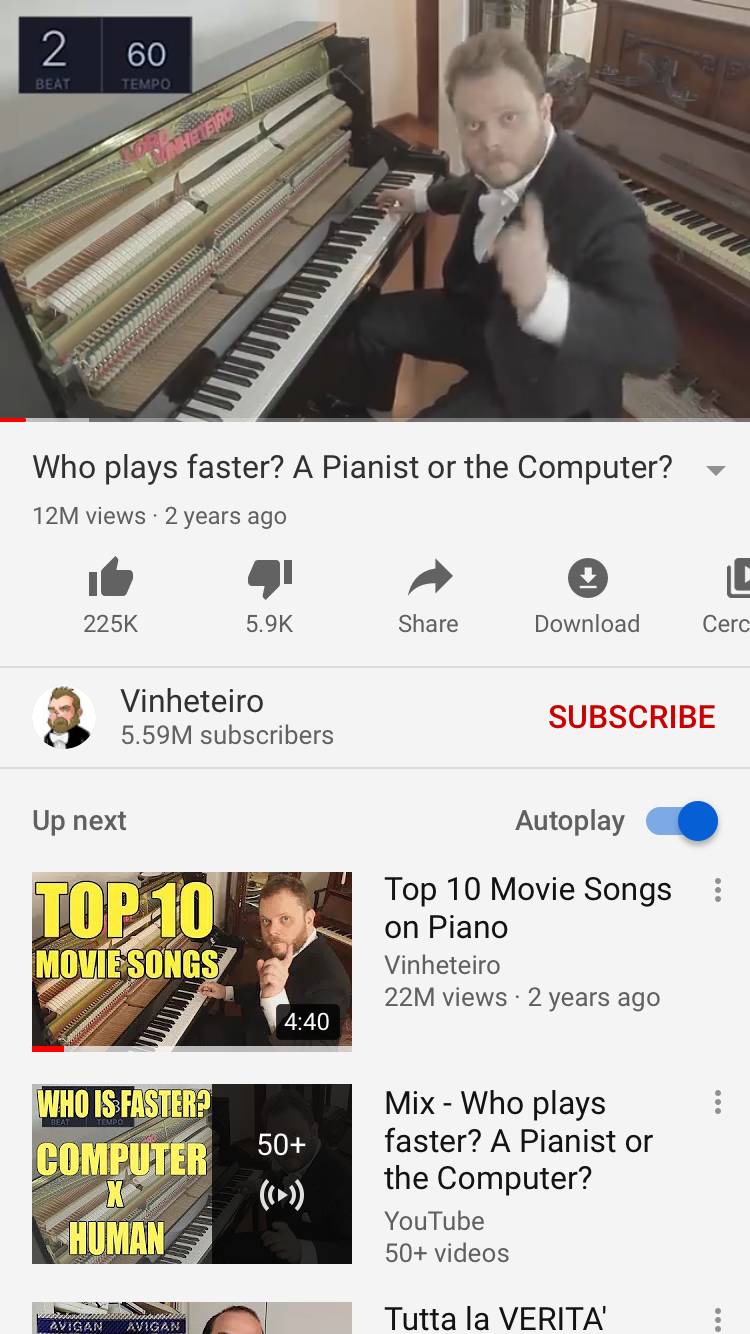 2
60
BEAT
TEMPO
LORD
VINHETEIRO
Who plays faster? A Pianist or the Computer?
12M views · 2 years ago
225K
5.9K
Share
Download
Cerc
Vinheteiro
5.59M subscribers
SUBSCRIBE
Up next
Autoplay
TOP 10
MOVIE SONGS
4:40
Top 10 Movie Songs
on Piano
Vinheteiro
22M views · 2 years ago
WHO IS FASTER?
BEAT
TEMPO
COMPUTER
X
HUMAN
50+
Mix - Who plays
faster? A Pianist or
the Computer?
YouTube
50+ videos
AVIGAN AVIGAN
Tutta la VERITA'